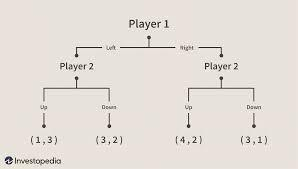 Player 1
Left Right
Player 2 Player 2
Up Down Up Down
(1,3) (3,2) (4,2) (3,1)
Investopedia